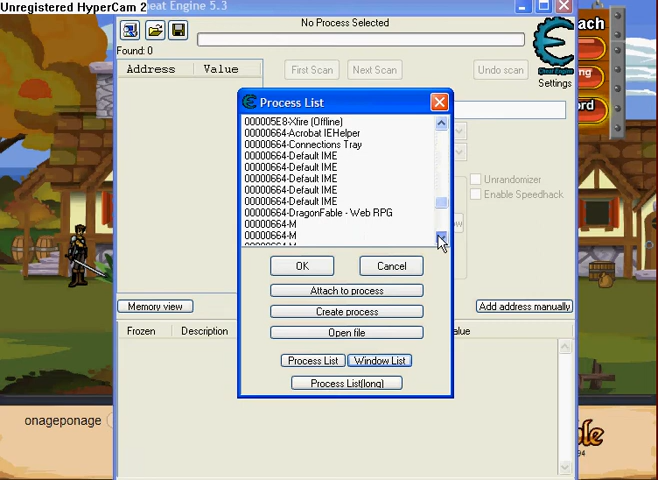 Unregistered HyperCam 2
Cheat Engine 5.3
No Process Selected
Found: 0
Address Value
First Scan Next Scan Undo scan
Cheat Engine
Settings
Process List
000005E8-Xfire (Offline)
00000664-Acrobat IEHelper
00000664-Connections Tray
00000664-Default IME
00000664-Default IME
00000664-Default IME
00000664-Default IME
00000664-DragonFable - Web RPG
00000664-M
00000664-M
00000664-M
Unrandomizer
Enable Speedhack
OK Cancel
Attach to process
Create process
Open file
Process List Window List
Process List(long)
Memory view
Add address manually
Frozen Description
onageponage